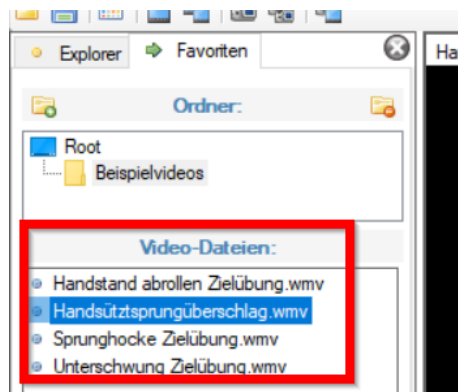 Explorer
Favoriten
Ha
Ordner:
Root
Beispielvideos
Video-Dateien:
Handstand abrollen Zielübung.wmv
Handsütztsprungüberschlag.wmv
Sprunghocke Zielübung.wmv
Unterschwung Zielübung.wmv